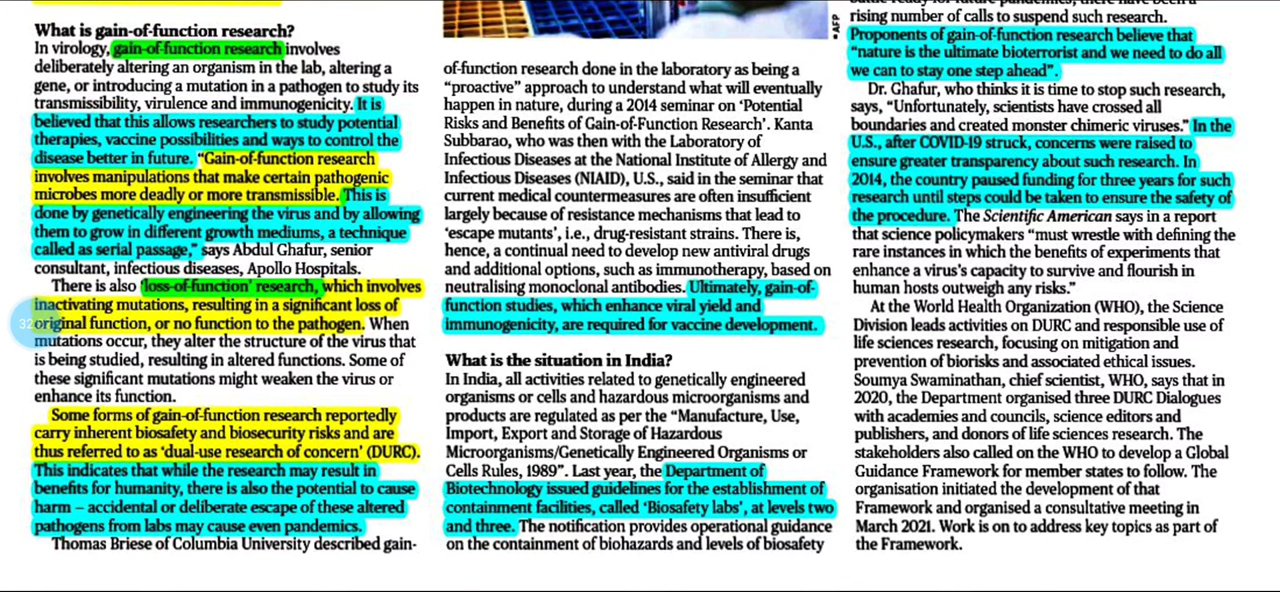 What is gain-of-function research?
In virology, gain-of-function research involves
deliberately altering an organism in the lab, altering a
gene, or introducing a mutation in a pathogen to study its
transmissibility, virulence and immunogenicity. It is
believed that this allows researchers to study potential
therapies, vaccine possibilities and ways to control the
disease better in future. “Gain-of-function research
involves manipulations that make certain pathogenic
microbes more deadly or more transmissible. This is
done by genetically engineering the virus and by allowing
them to grow in different growth mediums, a technique
called as serial passage,” says Abdul Ghafur, senior
consultant, infectious diseases, Apollo Hospitals.
There is also ‘loss-of-function’ research, which involves
inactivating mutations, resulting in a significant loss of
original function, or no function to the pathogen. When
mutations occur, they alter the structure of the virus that
is being studied, resulting in altered functions. Some of
these significant mutations might weaken the virus or
enhance its function.
Some forms of gain-of-function research reportedly
carry inherent biosafety and biosecurity risks and are
thus referred to as ‘dual-use research of concern’ (DURC).
This indicates that while the research may result in
benefits for humanity, there is also the potential to cause
harm – accidental or deliberate escape of these altered
pathogens from labs may cause even pandemics.
Thomas Briese of Columbia University described gain-
■ AFP
of-function research done in the laboratory as being a
“proactive” approach to understand what will eventually
happen in nature, during a 2014 seminar on ‘Potential
Risks and Benefits of Gain-of-Function Research’. Kanta
Subbarao, who was then with the Laboratory of
Infectious Diseases at the National Institute of Allergy and
Infectious Diseases (NIAID), U.S., said in the seminar that
current medical countermeasures are often insufficient
largely because of resistance mechanisms that lead to
‘escape mutants’, i.e., drug-resistant strains. There is,
hence, a continual need to develop new antiviral drugs
and additional options, such as immunotherapy, based on
neutralising monoclonal antibodies. Ultimately, gain-of-
function studies, which enhance viral yield and
immunogenicity, are required for vaccine development.
What is the situation in India?
In India, all activities related to genetically engineered
organisms or cells and hazardous microorganisms and
products are regulated as per the “Manufacture, Use,
Import, Export and Storage of Hazardous
Microorganisms/Genetically Engineered Organisms or
Cells Rules, 1989”. Last year, the Department of
Biotechnology issued guidelines for the establishment of
containment facilities, called ‘Biosafety labs’, at levels two
and three. The notification provides operational guidance
on the containment of biohazards and levels of biosafety
rising number of calls to suspend such research.
Proponents of gain-of-function research believe that
“nature is the ultimate bioterrorist and we need to do all
we can to stay one step ahead”.
Dr. Ghafur, who thinks it is time to stop such research,
says, “Unfortunately, scientists have crossed all
boundaries and created monster chimeric viruses.” In the
U.S., after COVID-19 struck, concerns were raised to
ensure greater transparency about such research. In
2014, the country paused funding for three years for such
research until steps could be taken to ensure the safety of
the procedure. The Scientific American says in a report
that science policymakers “must wrestle with defining the
rare instances in which the benefits of experiments that
enhance a virus’s capacity to survive and flourish in
human hosts outweigh any risks.”
At the World Health Organization (WHO), the Science
Division leads activities on DURC and responsible use of
life sciences research, focusing on mitigation and
prevention of biorisks and associated ethical issues.
Soumya Swaminathan, chief scientist, WHO, says that in
2020, the Department organised three DURC Dialogues
with academies and councils, science editors and
publishers, and donors of life sciences research. The
stakeholders also called on the WHO to develop a Global
Guidance Framework for member states to follow. The
organisation initiated the development of that
Framework and organised a consultative meeting in
March 2021. Work is on to address key topics as part of
the Framework.